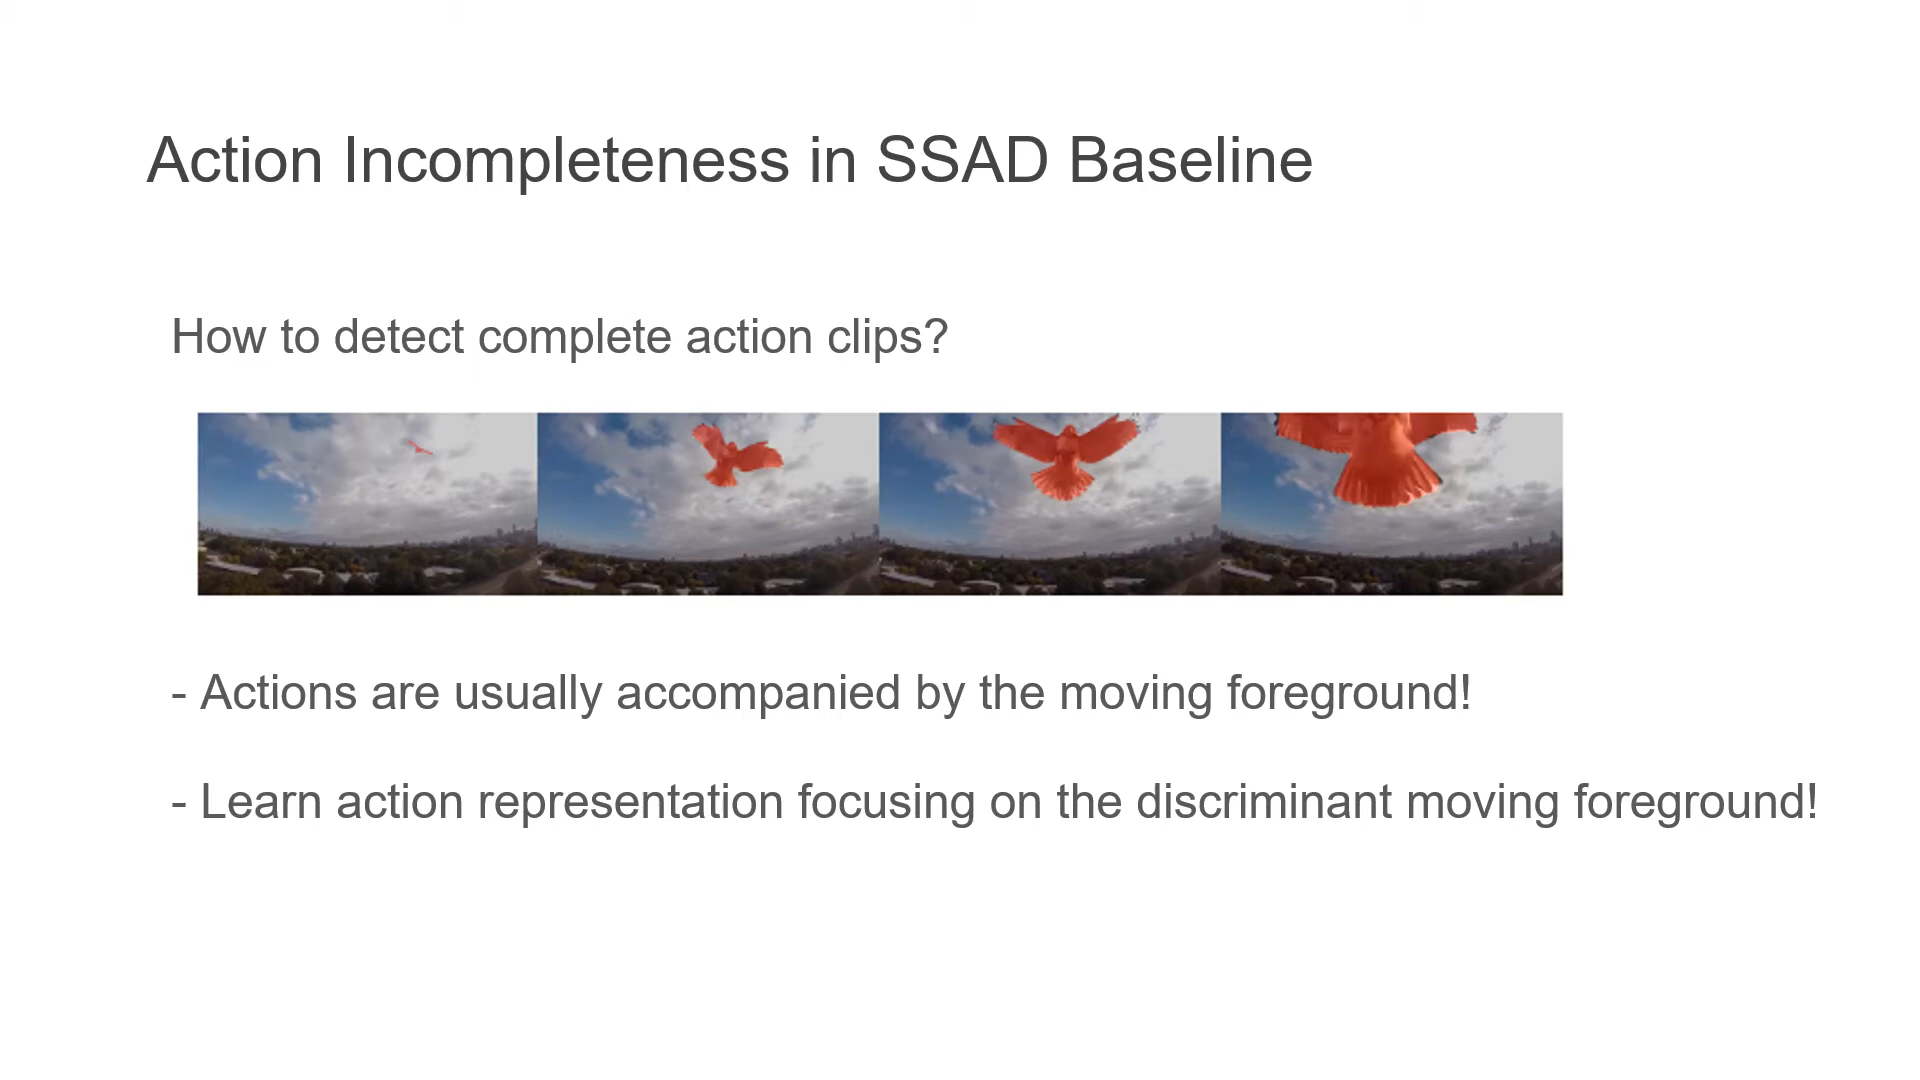 Action Incompleteness in SSAD Baseline
How to detect complete action clips?
- Actions are usually accompanied by the moving foreground!
- Learn action representation focusing on the discriminant moving foreground!